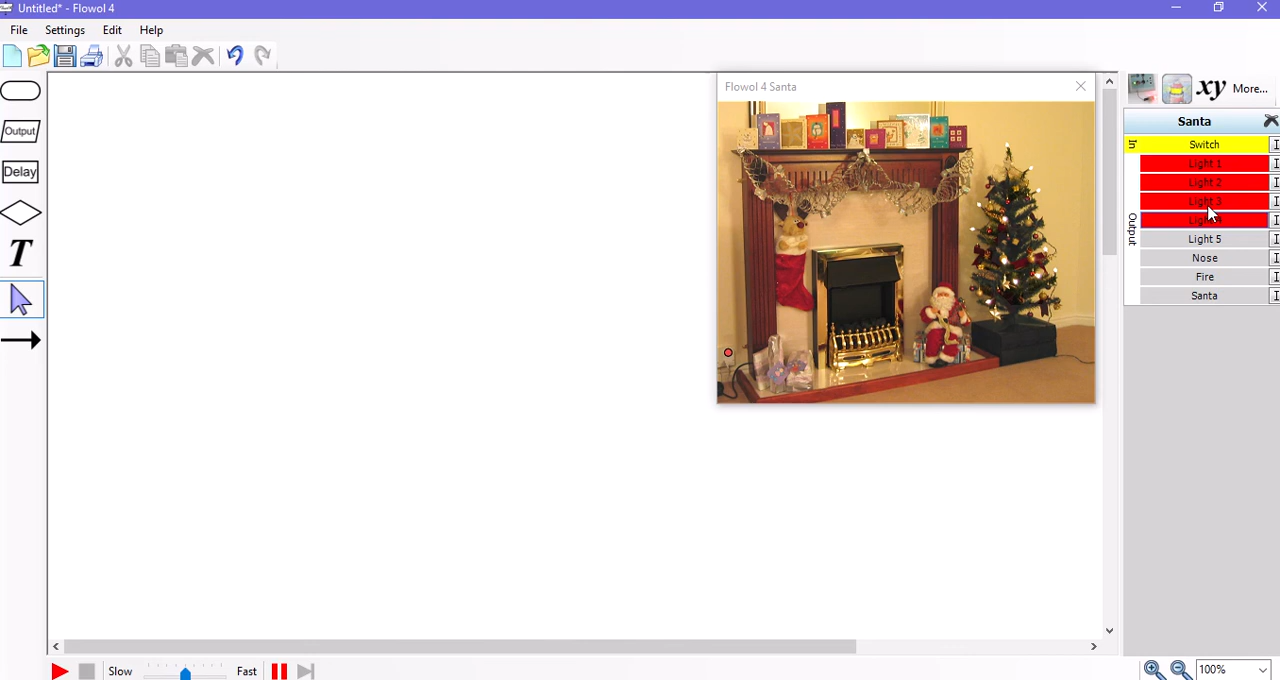 Untitled* - Flowol 4
File Settings Edit Help
Output
Delay
T
Flowol 4 Santa
xy More...
Santa
In
Switch
Light 1
Light 2
Light 3
Output
Light 5
Nose
Fire
Santa
Slow Fast
100%